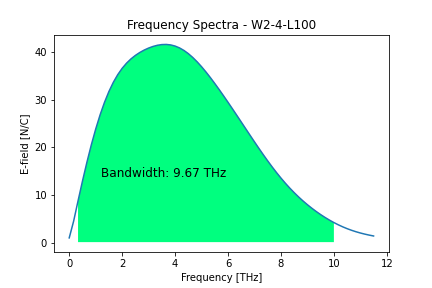 Frequency Spectra - W2-4-L100
E-field [N/C]
40
30
20
10
0
Bandwidth: 9.67 THz
0 2 4 6 8 10 12
Frequency [THz]